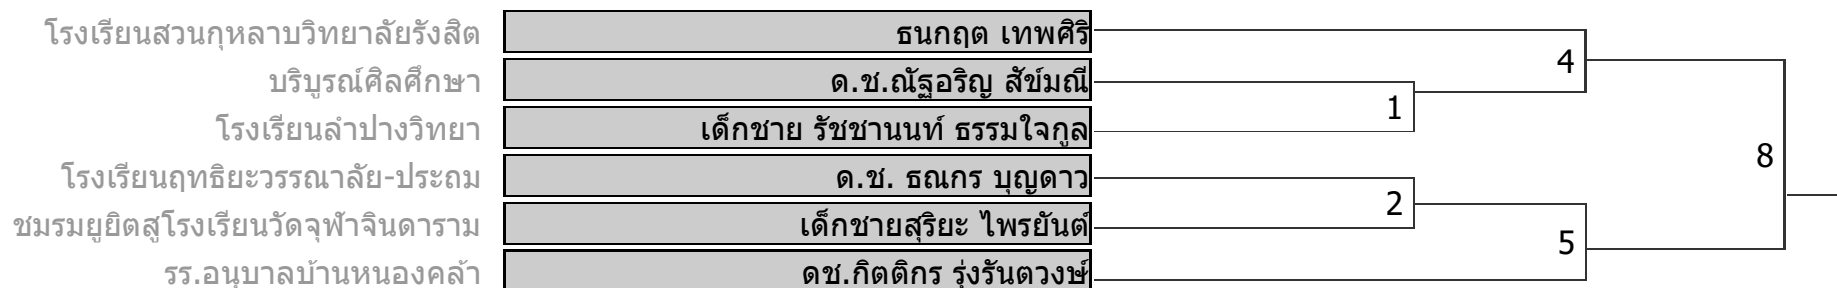 โรงเรียนสวนกุหลาบวิทยาลัยรังสิต ธนกฤต เทพศิริ
4
บริบูรณ์ศิลศึกษา ด.ช.ณัฐอริญ สัข์มณี
1
โรงเรียนลำปางวิทยา เด็กชาย รัชชานนท์ ธรรมใจกูล
8
โรงเรียนฤทธิยะวรรณาลัย-ประถม ด.ช. ธณกร บุญดาว
2
ชมรมยูยิตสูโรงเรียนวัดจุฬาจินดาราม เด็กชายสุริยะ ไพรยันต์
5
รร.อนุบาลบ้านหนองคล้า ดช.กิตติกร รุ่งรันตวงษ์